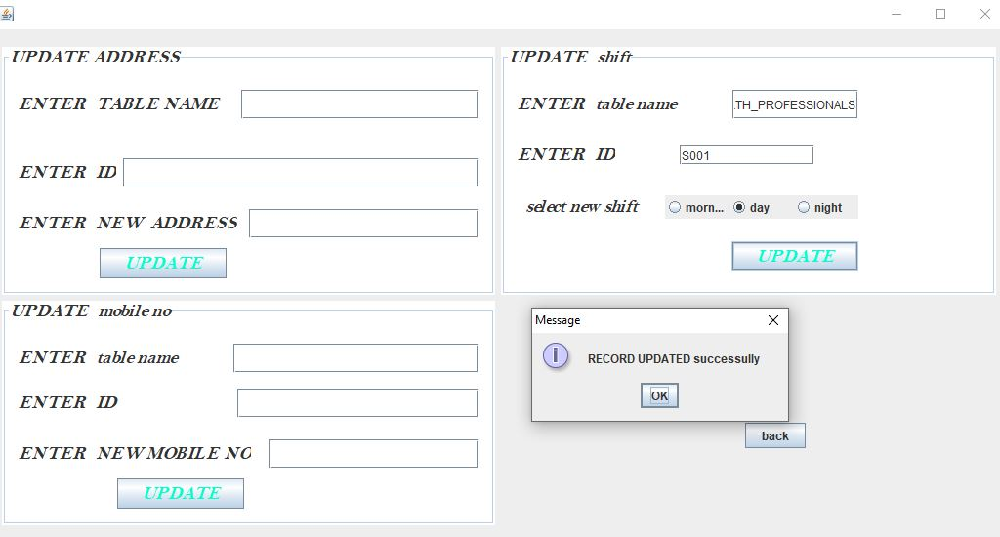 UPDATE ADDRESS
ENTER TABLE NAME
ENTER ID
ENTER NEW ADDRESS
UPDATE
UPDATE shift
ENTER table name
.TH_PROFESSIONALS
ENTER ID
S001
select new shift
morn...
day
night
UPDATE
UPDATE mobile no
ENTER table name
ENTER ID
ENTER NEW MOBILE NO
UPDATE
Message
RECORD UPDATED successully
OK
back